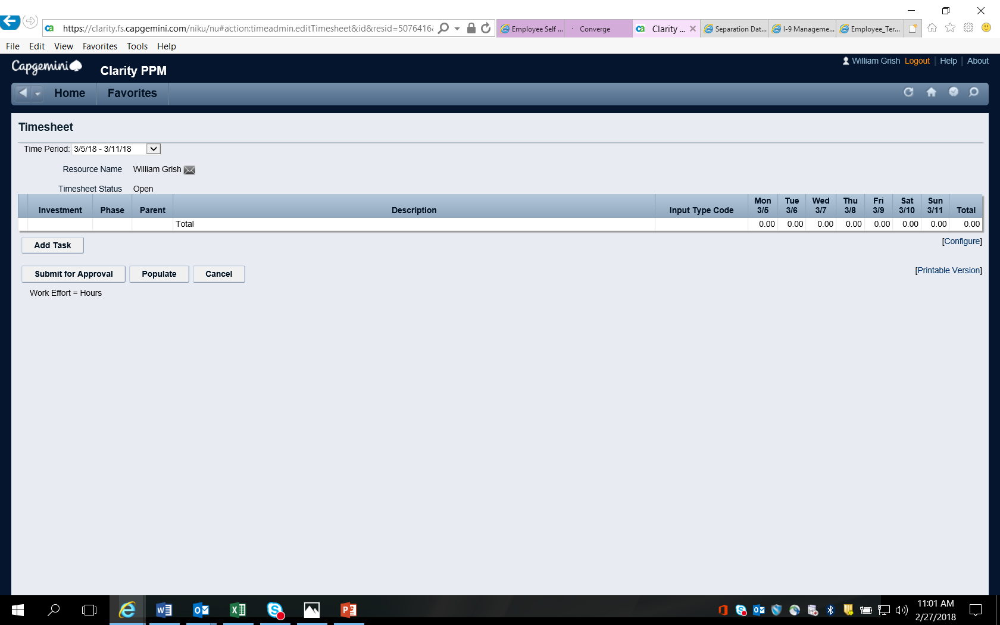 https://clarity.fs.capgemini.com/niku/nu#action:timeadmin.editTimesheet&id&resid=5076416&
Employee Self ...
Converge
Clarity ...
Separation Dat...
I-9 Manageme...
Employee_Ter...
File Edit View Favorites Tools Help
Capgemini
Clarity PPM
William Grish Logout Help About
Home Favorites
Timesheet
Time Period: 3/5/18 - 3/11/18
Resource Name William Grish
Timesheet Status Open
Investment Phase Parent Description Input Type Code Mon 3/5 Tue 3/6 Wed 3/7 Thu 3/8 Fri 3/9 Sat 3/10 Sun 3/11 Total
Total 0.00 0.00 0.00 0.00 0.00 0.00 0.00 0.00
Add Task [Configure]
Submit for Approval Populate Cancel [Printable Version]
Work Effort = Hours
11:01 AM
2/27/2018